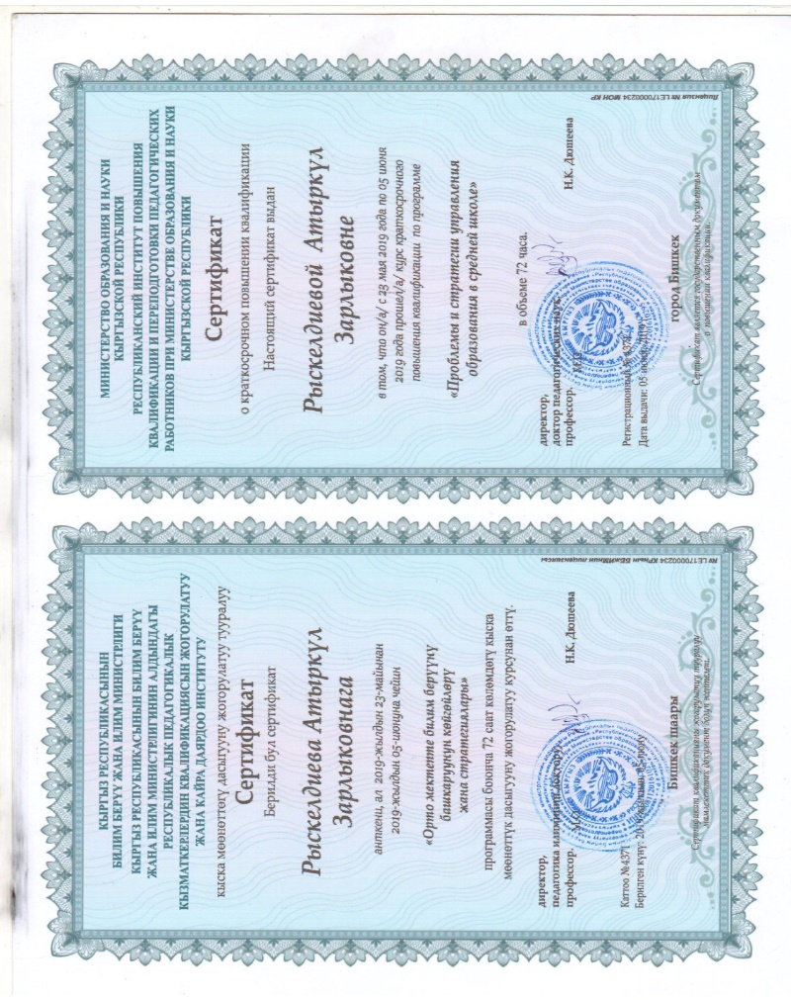 КЫРГЫЗ РЕСПУБЛИКАСЫНЫН
БИЛИМ БЕРҮҮ ЖАНА ИЛИМ МИНИСТРЛИГИ
КЫРГЫЗ РЕСПУБЛИКАСЫНЫН БИЛИМ БЕРҮҮ
ЖАНА ИЛИМ МИНИСТРЛИГИНИН АЛДЫНДАГЫ
РЕСПУБЛИКАЛЫК ПЕДАГОГИКАЛЫК
КЫЗМАТКЕРЛЕРДИН КВАЛИФИКАЦИЯСЫН ЖОГОРУЛАТУУ
ЖАНА КАЙРА ДАЯРДОО ИНСТИТУТУ
кыска мөөнөттөгү дасыгууну жогорулатуу тууралуу
Сертификат
Берилди бул сертификат
Рыскелдиева Атыркүл
Зарлыковнага
анткени, ал 2019-жылдын 23-майынан
2019-жылдын 05-июнуна чейин
«Орто мектепте билим берүүнү
башкаруунун көйгөйлөрү
жана стратегиялары»
программасы боюнча 72 саат көлөмдөгү кыска
мөөнөттүк дасыгууну жогорулатуу курсунан өттү.
директор,
педагогика илиминин доктору,
профессор. М.О.
Н.К. Дюшеева
Каттоо №4371
Берилген күнү: 2019-жылдын 05-июну
Бишкек шаары
Сертификат квалификацияны жогорулатуу тууралуу
мамлекеттик документ болуп эсептелет.
№ LE170000234 КРнын ББжИМнин лицензиясы
МИНИСТЕРСТВО ОБРАЗОВАНИЯ И НАУКИ
КЫРГЫЗСКОЙ РЕСПУБЛИКИ
РЕСПУБЛИКАНСКИЙ ИНСТИТУТ ПОВЫШЕНИЯ
КВАЛИФИКАЦИИ И ПЕРЕПОДГОТОВКИ ПЕДАГОГИЧЕСКИХ
РАБОТНИКОВ ПРИ МИНИСТЕРСТВЕ ОБРАЗОВАНИЯ И НАУКИ
КЫРГЫЗСКОЙ РЕСПУБЛИКИ
Сертификат
о краткосрочном повышении квалификации
Настоящий сертификат выдан
Рыскелдиевой Атыркүл
Зарлыковне
в том, что он/а/ с 23 мая 2019 года по 05 июня
2019 года прошел/а/ курс краткосрочного
повышения квалификации по программе
«Проблемы и стратегии управления
образования в средней школе»
в объеме 72 часа.
директор,
доктор педагогических наук,
профессор. М.П.
Н.К. Дюшеева
Регистрационный № 4371
Дата выдачи: 05 июня 2019
город Бишкек
Сертификат является государственным документом
о повышении квалификации.
Лицензия № LE170000234 МОН КР